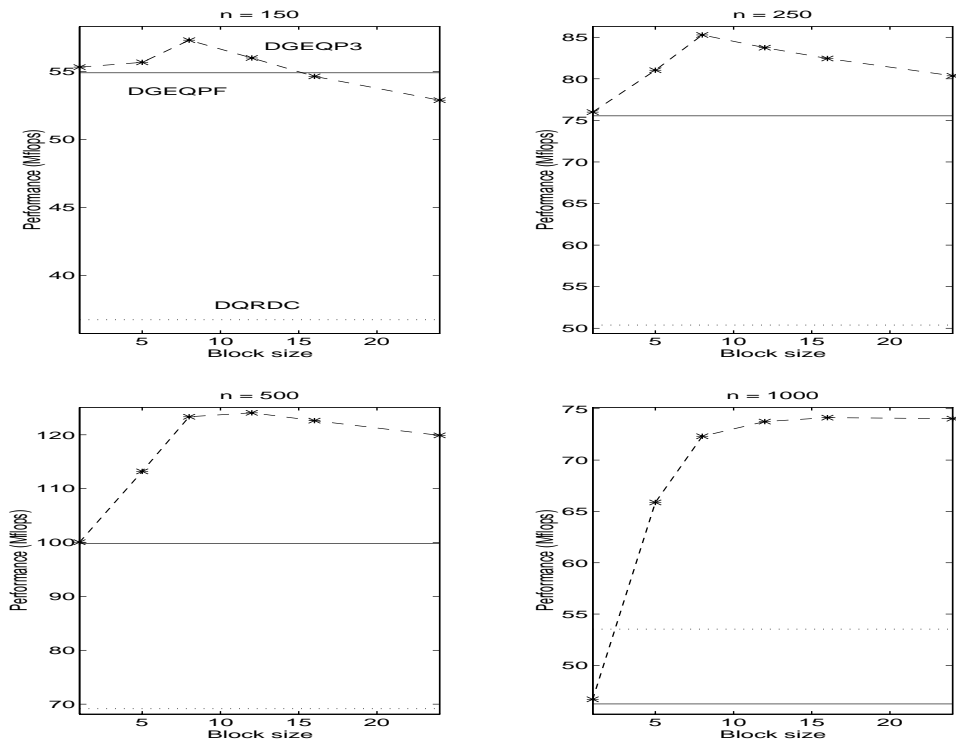 n = 150
DGEQP3
DGEQPF
DQRDC
55
50
45
40
Performance (Mflops)
5 10 15 20
Block size
n = 250
85
80
75
70
65
60
55
50
Performance (Mflops)
5 10 15 20
Block size
n = 500
120
110
100
90
80
70
Performance (Mflops)
5 10 15 20
Block size
n = 1000
75
70
65
60
55
50
Performance (Mflops)
5 10 15 20
Block size